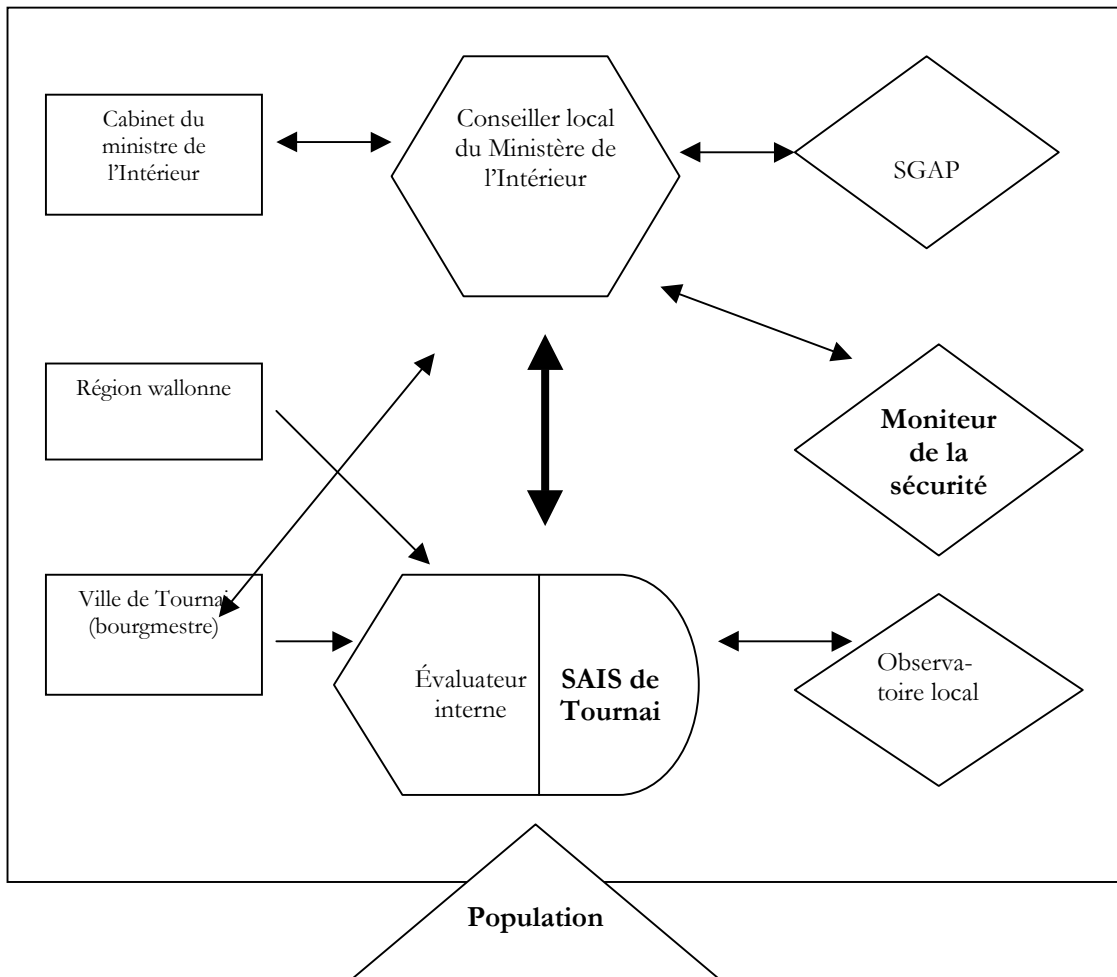 Cabinet du
ministre de
l'Intérieur
Conseiller local
du Ministère de
l'Intérieur
SGAP
Région wallonne
Moniteur
de la
sécurité
Ville de Tournai
(bourgmestre)
Évaluateur
interne
SAIS de
Tournai
Observa-
toire local
Population